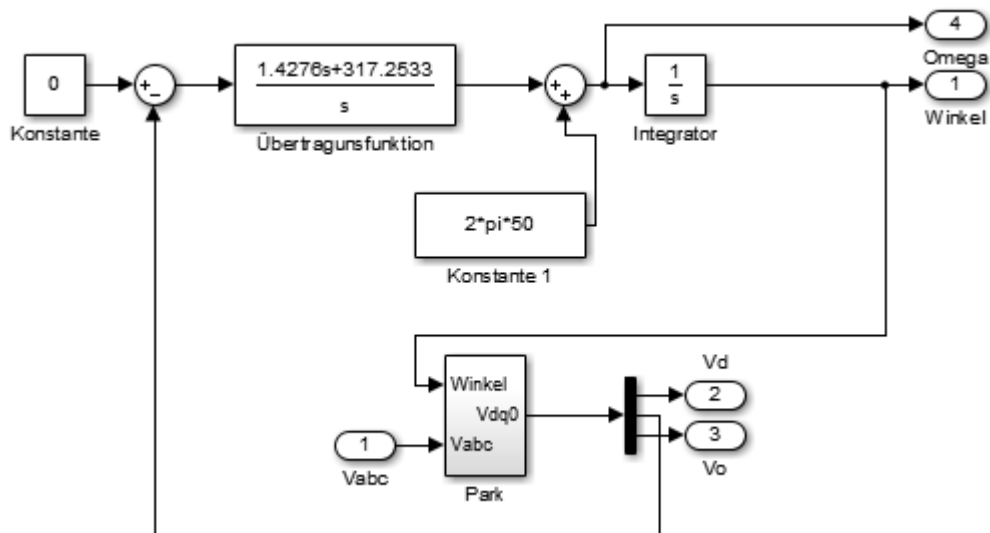 4
Omega
0
Konstante
+
−
1.4276s+317.2533
s
Übertragunsfunktion
+
+
1
s
Integrator
1
Winkel
2*pi*50
Konstante 1
Winkel
Vdq0
Vabc
Park
1
Vabc
Vd
2
3
Vo